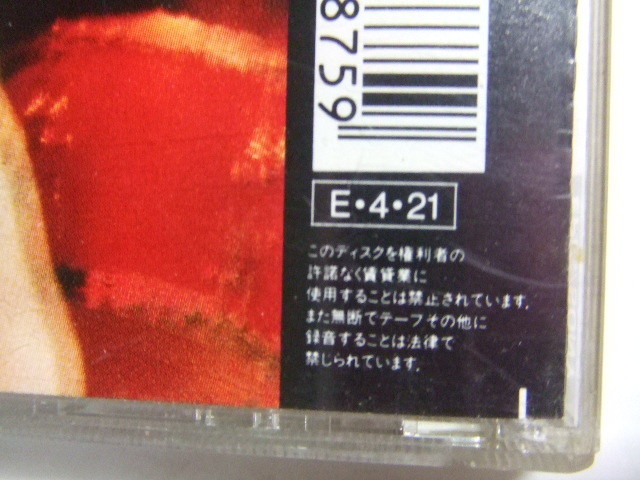 8759
E・4・21
このディスクを権利者の
許諾なく賃貸業に
使用することは禁止されています.
また無断でテープその他に
録音することは法律で
禁じられています.